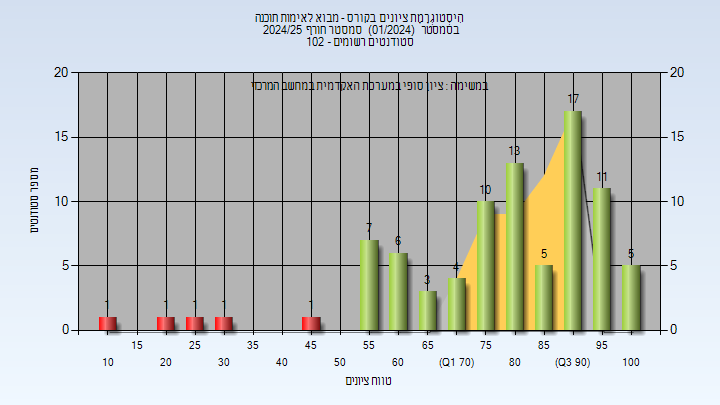 היסטוגרמת ציונים בקורס - מבוא לאימות תוכנה
בסמסטר (01/2024) סמסטר חורף 2024/25
סטודנטים רשומים - 102
במשימה : ציון סופי במערכת האקדמית במחשב המרכזי
מספר סטודנטים
20 20
15 15
10 10
5 5
0 0
1 1 1 1 1 7 6 3 4 10 13 5 17 11 5
15 25 35 45 55 65 75 85 95
10 20 30 40 50 60 (Q1 70) 80 (Q3 90) 100
טווח ציונים